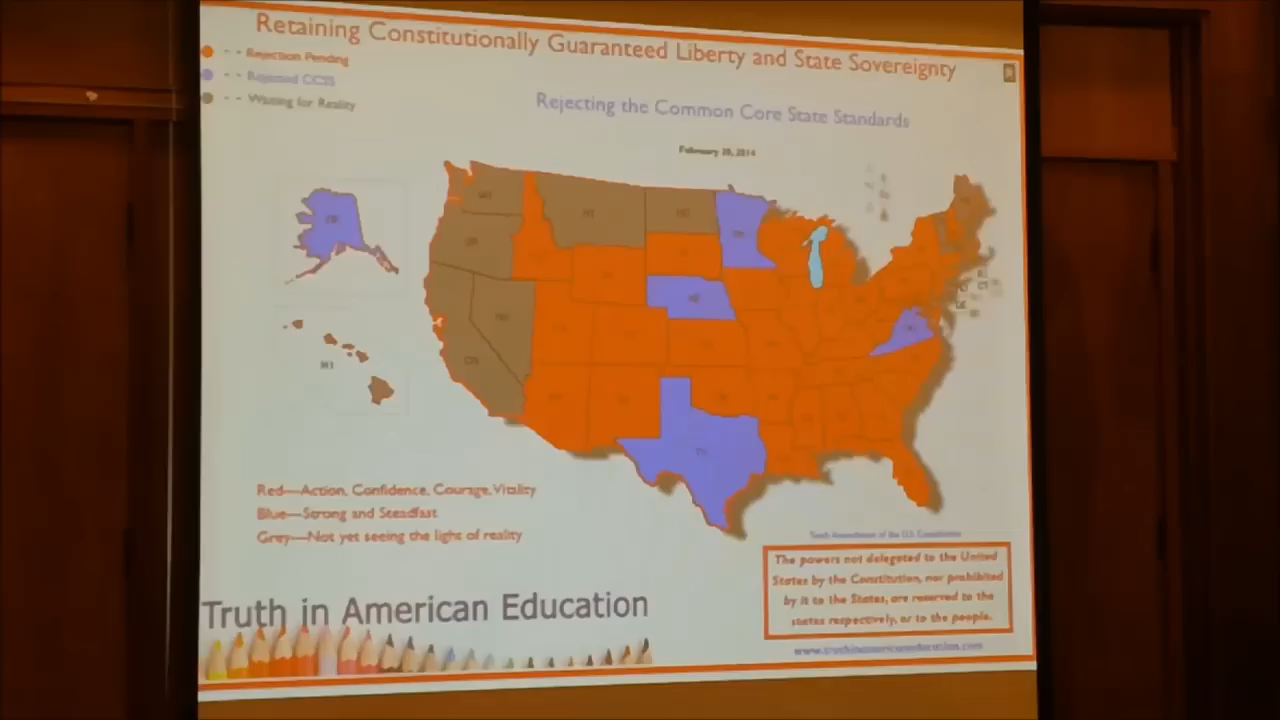 Retaining Constitutionally Guaranteed Liberty and State Sovereignty
- - Rejection Pending
- - Rejected CCSS
- - Waiting for Reality
Rejecting the Common Core State Standards
February 28, 2014
HI
TX
Red—Action, Confidence, Courage, Vitality
Blue—Strong and Steadfast
Grey—Not yet seeing the light of reality
Tenth Amendment of the U.S. Constitution
The powers not delegated to the United
States by the Constitution, nor prohibited
by it to the States, are reserved to the
states respectively, or to the people.
Truth in American Education
www.truthinamericaneducation.com